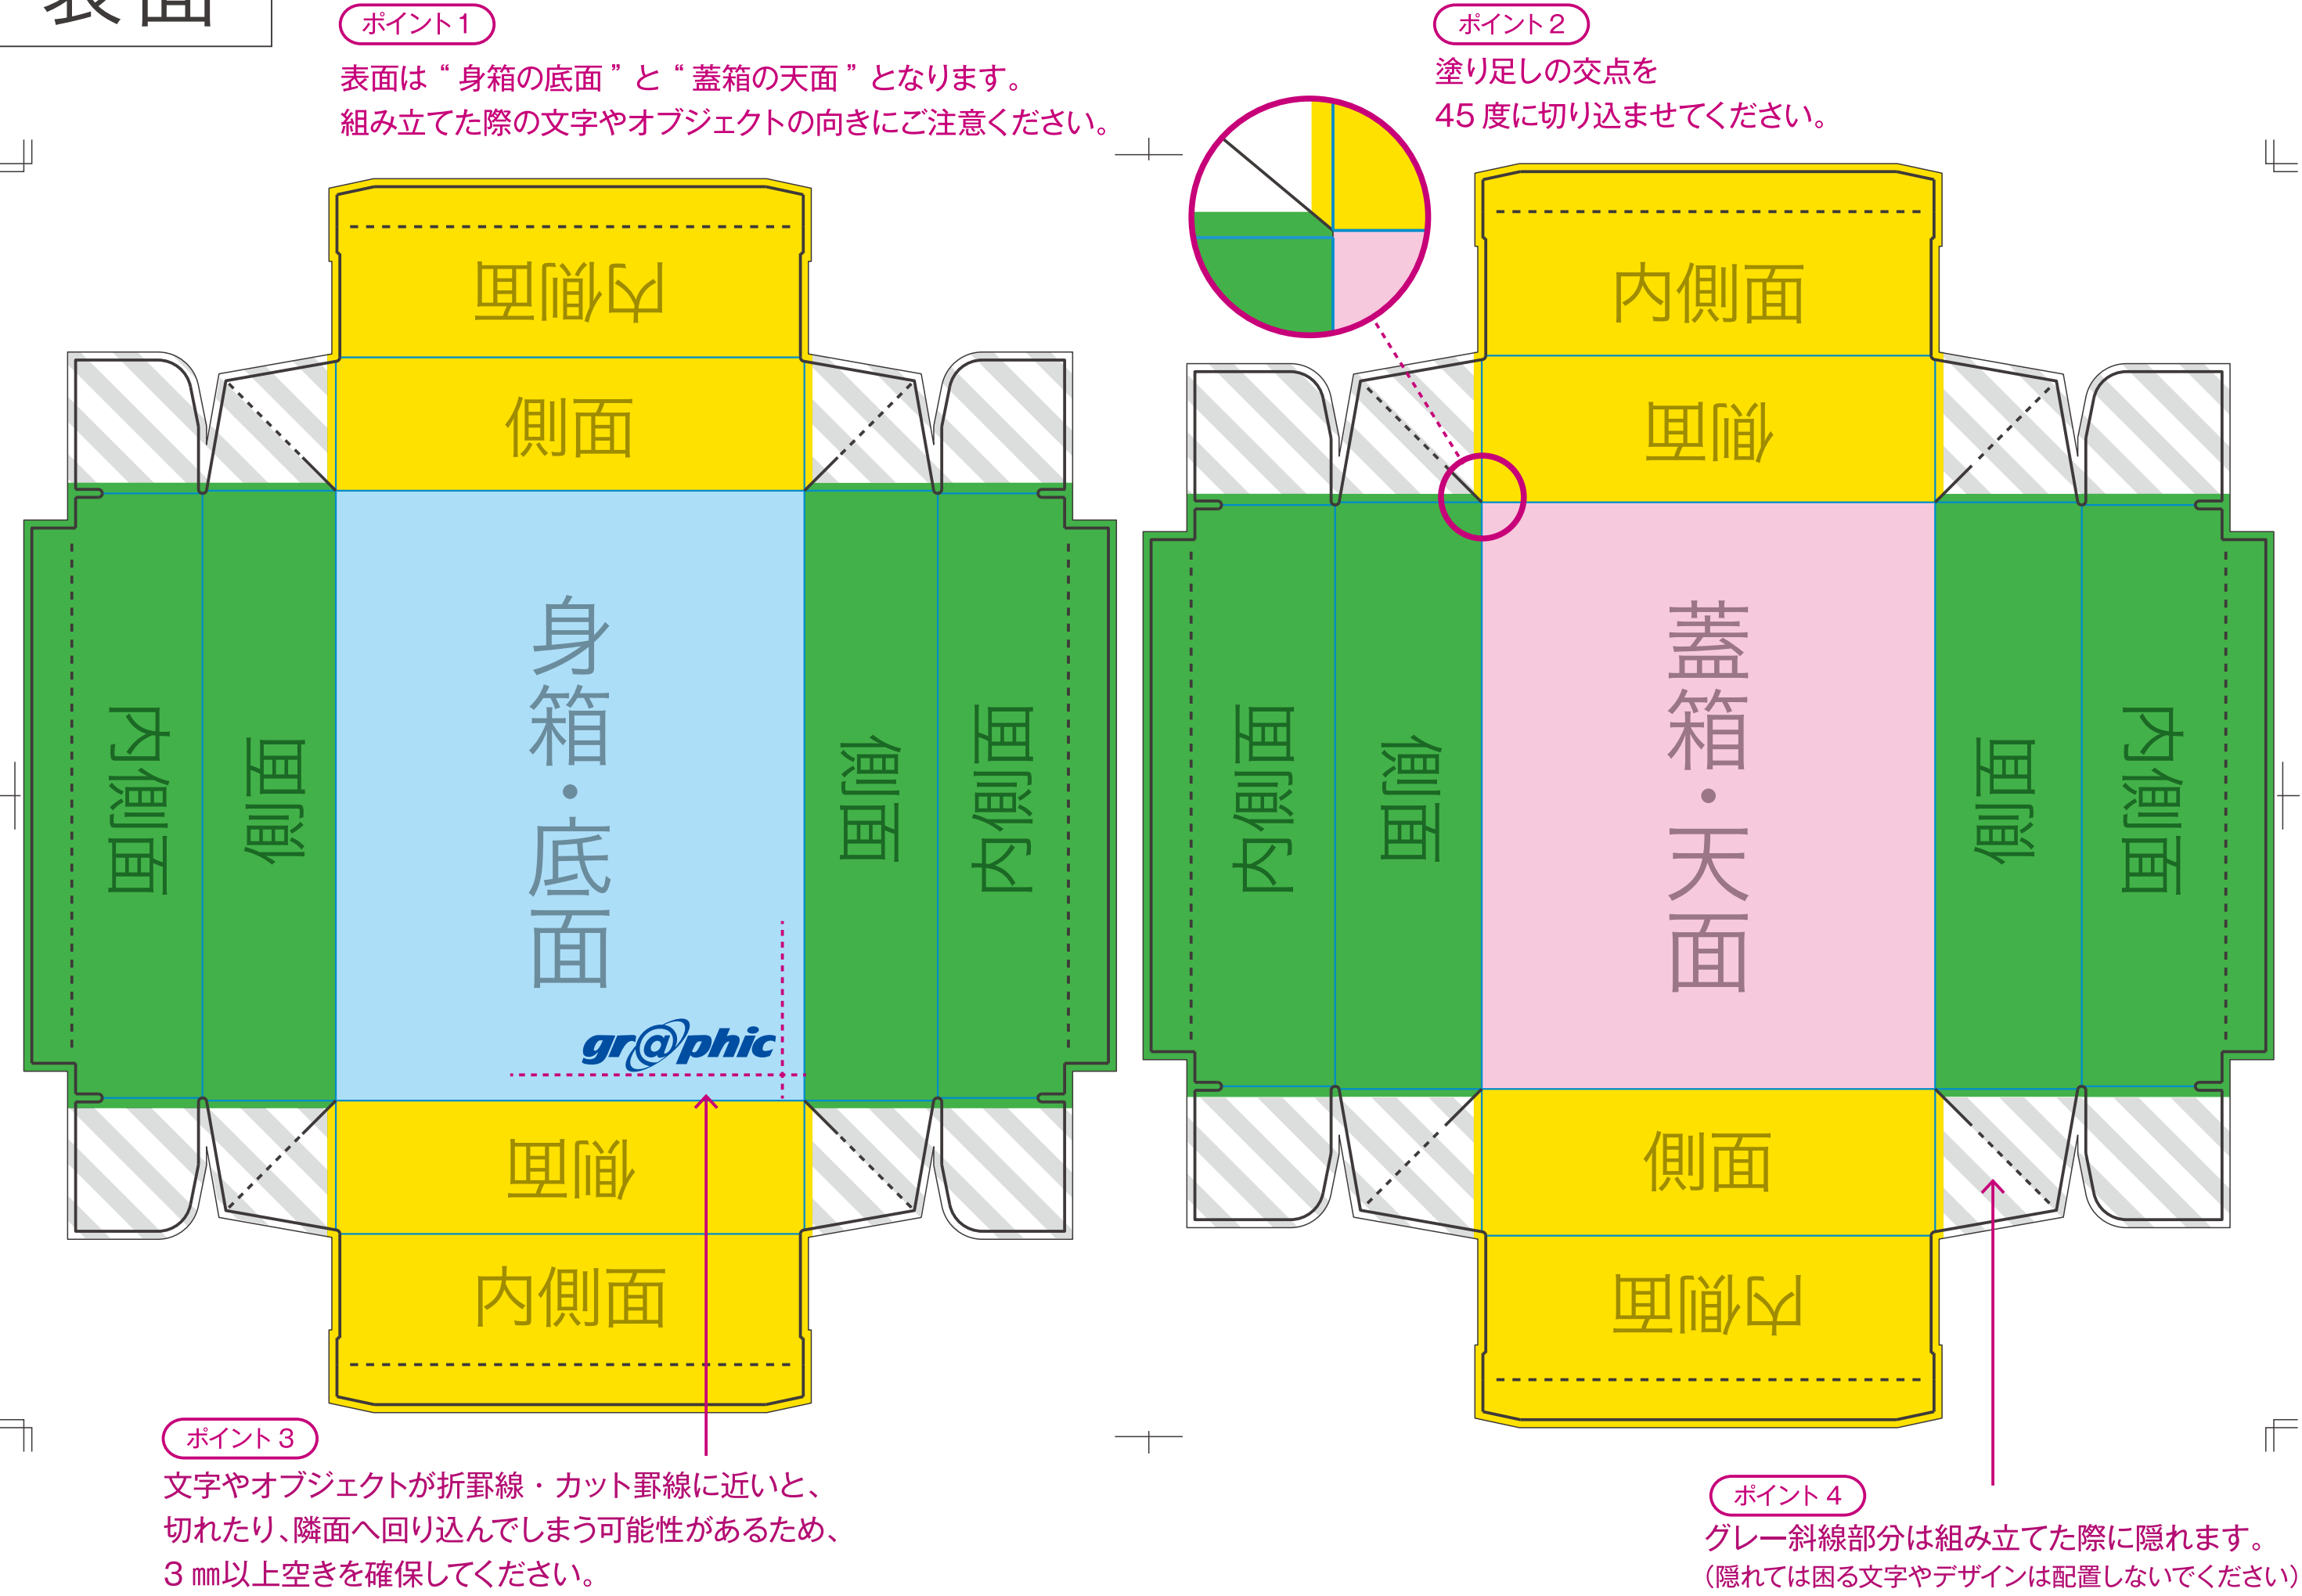 表面
ポイント 1
表面は“ 身箱の底面 ”と“ 蓋箱の天面 ”となります。
組み立てた際の文字やオブジェクトの向きにご注意ください。
ポイント 2
塗り足しの交点を
45 度に切り込ませてください。
内側面
側面
内側面
側面
身箱・底面
側面
内側面
gr@phic
側面
内側面
内側面
側面
内側面
側面
蓋箱・天面
側面
内側面
側面
内側面
ポイント 3
文字やオブジェクトが折罫線・カット罫線に近いと、
切れたり、隣面へ回り込んでしまう可能性があるため、
3 mm以上空きを確保してください。
ポイント 4
グレー斜線部分は組み立てた際に隠れます。
（隠れては困る文字やデザインは配置しないでください）